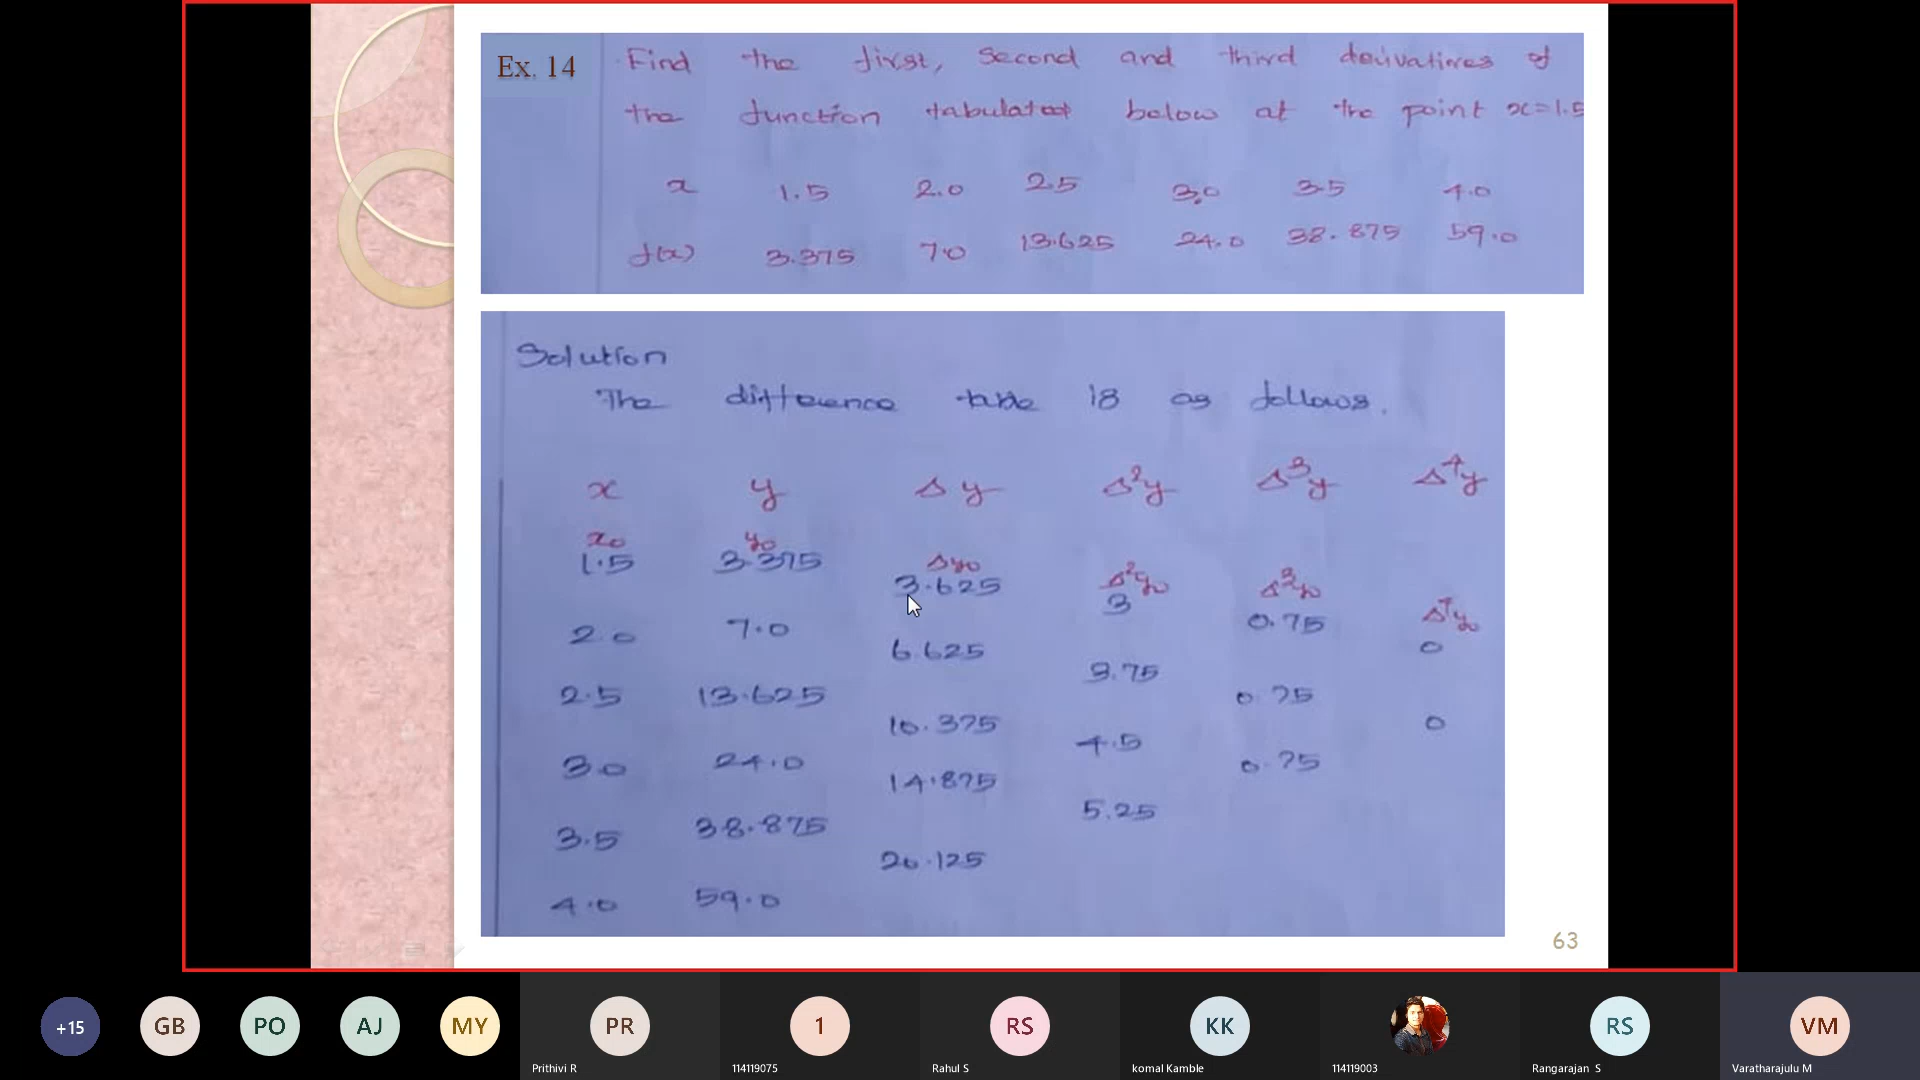 Ex. 14
Find the first, second and third derivatives of
the function tabulated below at the point x=1.5
x 1.5 2.0 2.5 3.0 3.5 4.0
f(x) 3.375 7.0 13.625 24.0 38.875 59.0
Solution
The difference table is as follows.
x y Δy Δ²y Δ³y Δ⁴y
x₀ y₀
1.5 3.375
Δy₀ Δ²y₀ Δ³y₀
3.625 3 0.75
Δ⁴y₀
2.0 7.0 0
6.625
3.75
2.5 13.625 0.75
10.375 0
4.5
3.0 24.0 0.75
14.875
5.25
3.5 38.875
20.125
4.0 59.0
63
+15 GB PO AJ MY PR 1 RS KK RS VM
Prithivi R 114119075 Rahul S komal Kamble 114119003 Rangarajan S Varatharajulu M